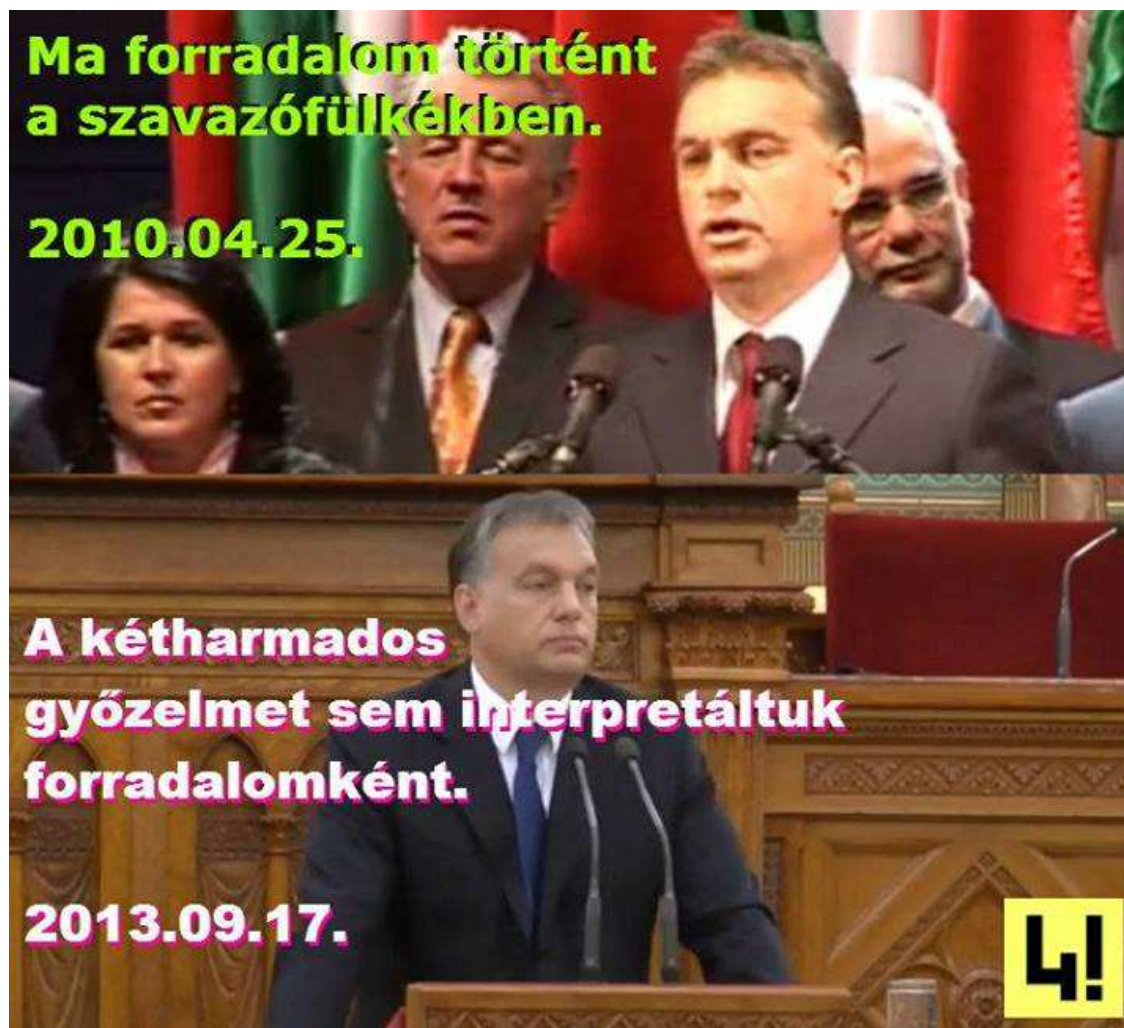 Ma forradalom történt
a szavazófülkékben.
2010.04.25.
A kétharmados
győzelmet sem interpretáltuk
forradalomként.
2013.09.17.
4!